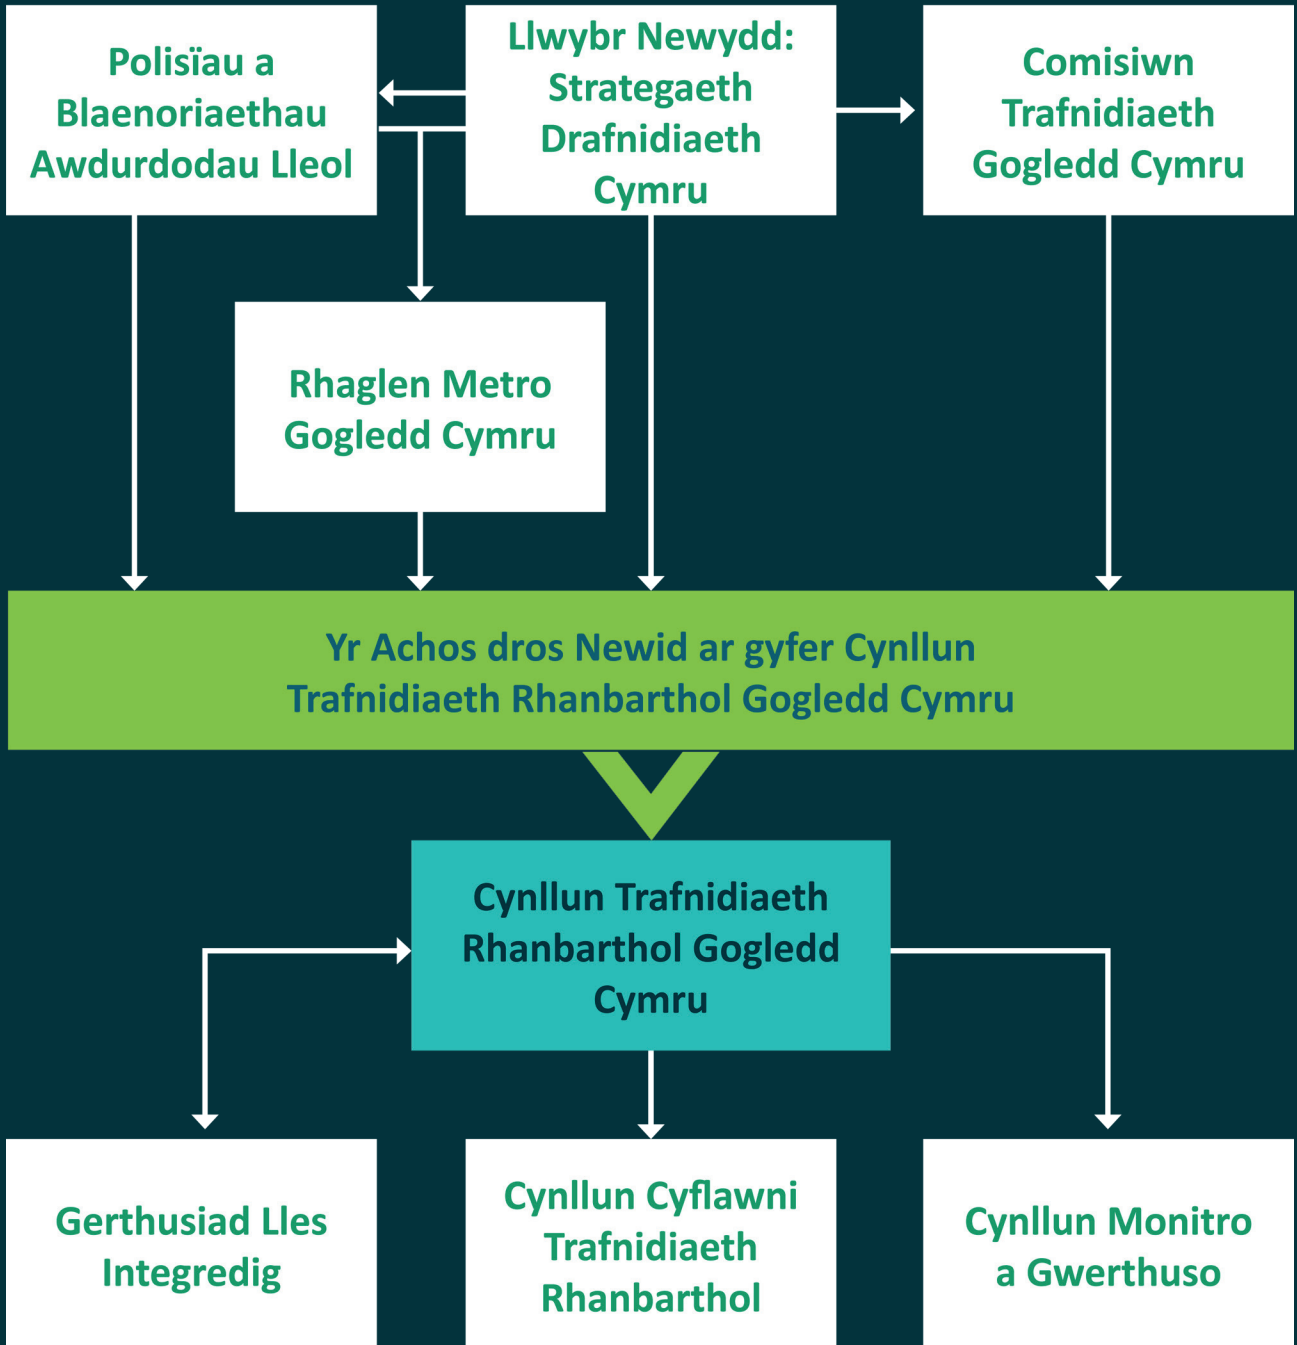 Polisïau a
Blaenoriaethau
Awdurdodau Lleol
Llwybr Newydd:
Strategaeth
Drafnidiaeth
Cymru
Comisiwn
Trafnidiaeth
Gogledd Cymru
Rhaglen Metro
Gogledd Cymru
Yr Achos dros Newid ar gyfer Cynllun
Trafnidiaeth Rhanbarthol Gogledd Cymru
Cynllun Trafnidiaeth
Rhanbarthol Gogledd
Cymru
Gerthusiad Lles
Integredig
Cynllun Cyflawni
Trafnidiaeth
Rhanbarthol
Cynllun Monitro
a Gwerthuso